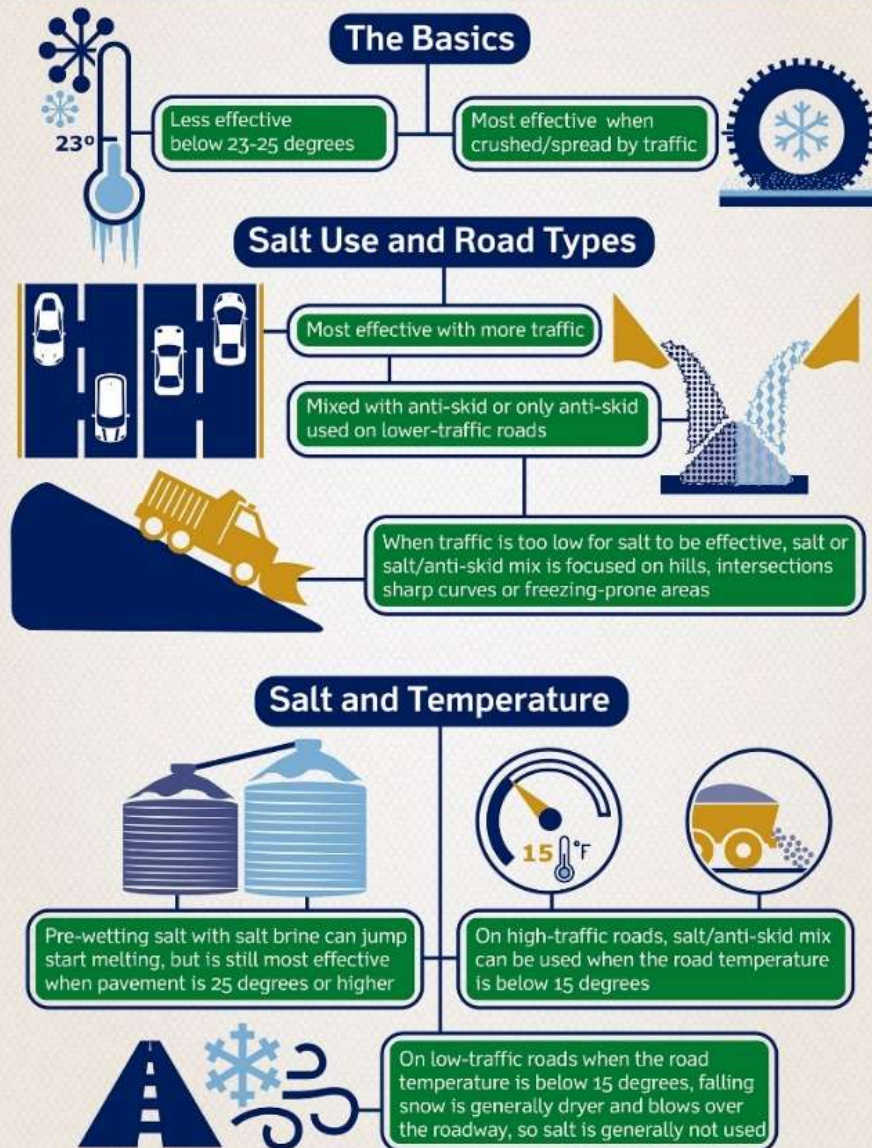 The Basics
23°
Less effective
below 23-25 degrees
Most effective when
crushed/spread by traffic
Salt Use and Road Types
Most effective with more traffic
Mixed with anti-skid or only anti-skid
used on lower-traffic roads
When traffic is too low for salt to be effective, salt or
salt/anti-skid mix is focused on hills, intersections
sharp curves or freezing-prone areas
Salt and Temperature
15 °F
Pre-wetting salt with salt brine can jump
start melting, but is still most effective
when pavement is 25 degrees or higher
On high-traffic roads, salt/anti-skid mix
can be used when the road temperature
is below 15 degrees
On low-traffic roads when the road
temperature is below 15 degrees, falling
snow is generally dryer and blows over
the roadway, so salt is generally not used